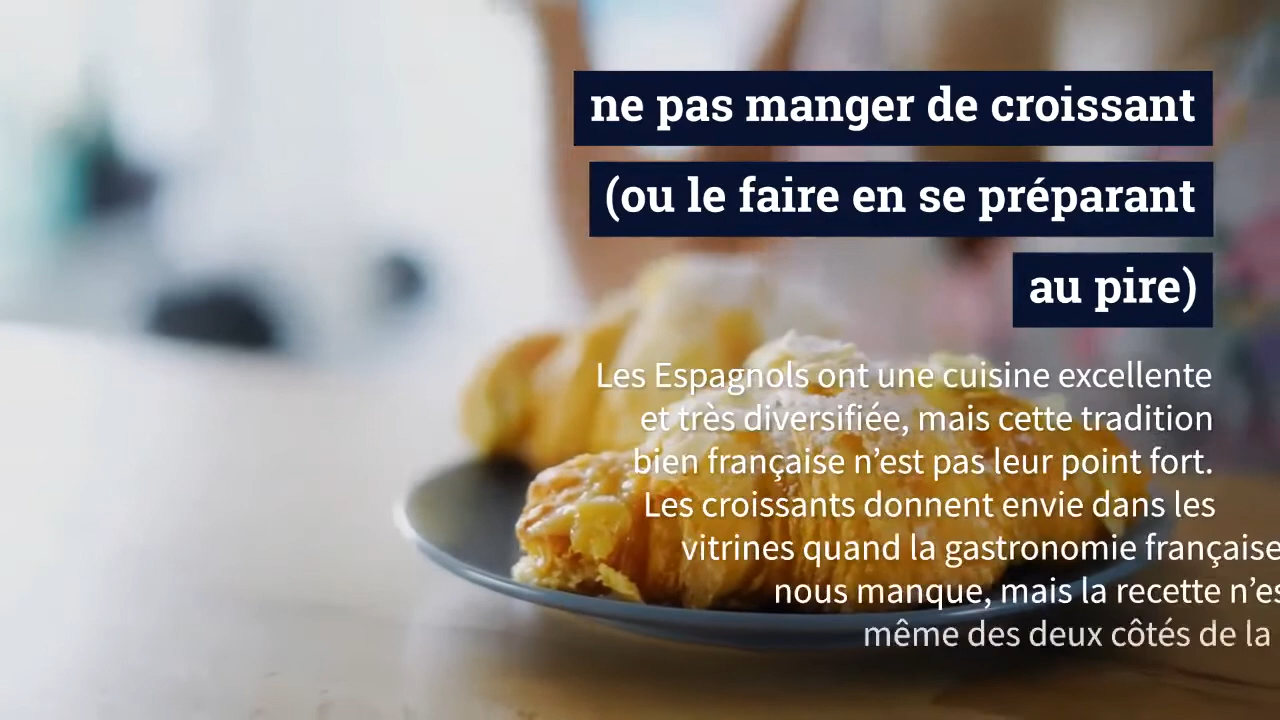 ne pas manger de croissant
(ou le faire en se préparant
au pire)
Les Espagnols ont une cuisine excellente
et très diversifiée, mais cette tradition
bien française n’est pas leur point fort.
Les croissants donnent envie dans les
vitrines quand la gastronomie française
nous manque, mais la recette n’es
même des deux côtés de la